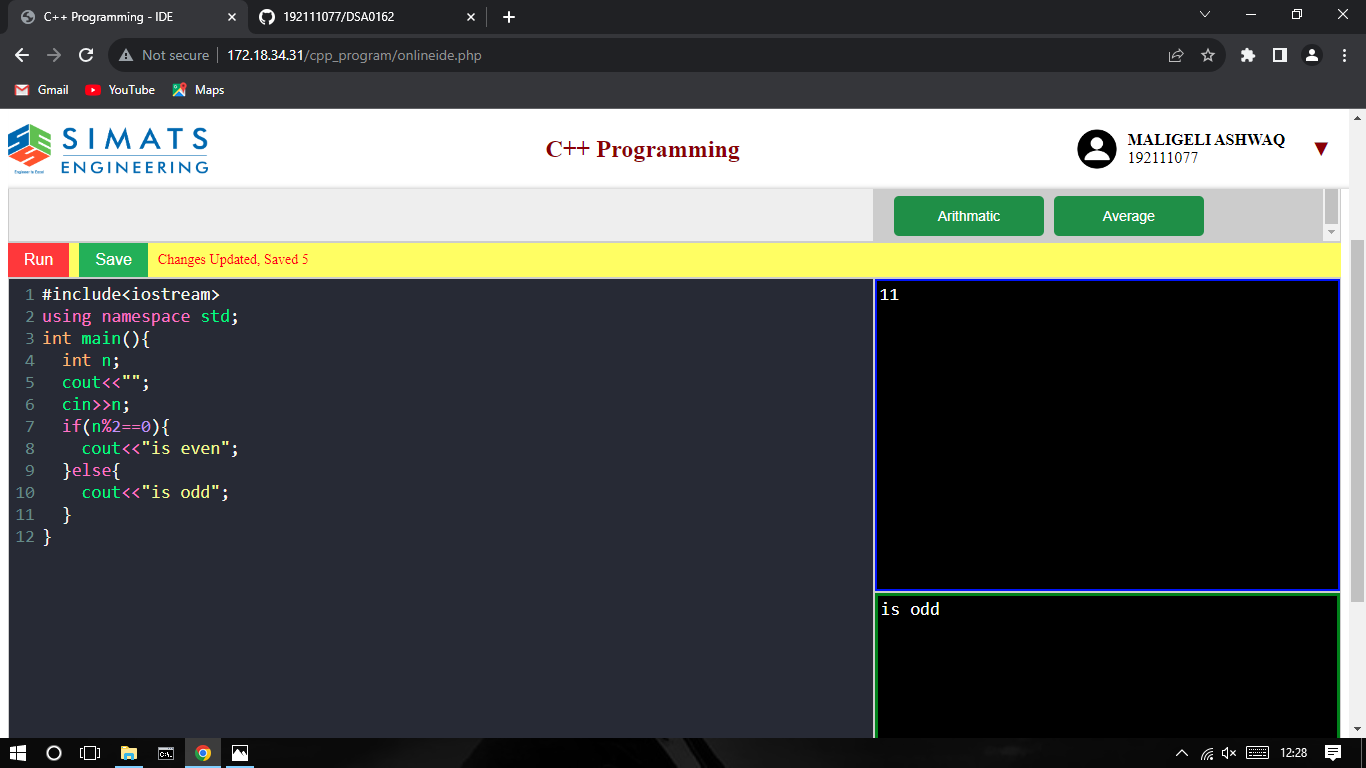 C++ Programming - IDE
192111077/DSA0162
Not secure
172.18.34.31/cpp_program/onlineide.php
Gmail
YouTube
Maps
SIMATS
ENGINEERING
Engineer to Excel
C++ Programming
MALIGELI ASHWAQ
192111077
Arithmatic
Average
Run
Save
Changes Updated, Saved 5
1 #include<iostream>
2 using namespace std;
3 int main(){
4 int n;
5 cout<<"";
6 cin>>n;
7 if(n%2==0){
8 cout<<"is even";
9 }else{
10 cout<<"is odd";
11 }
12 }
11
is odd
12:28